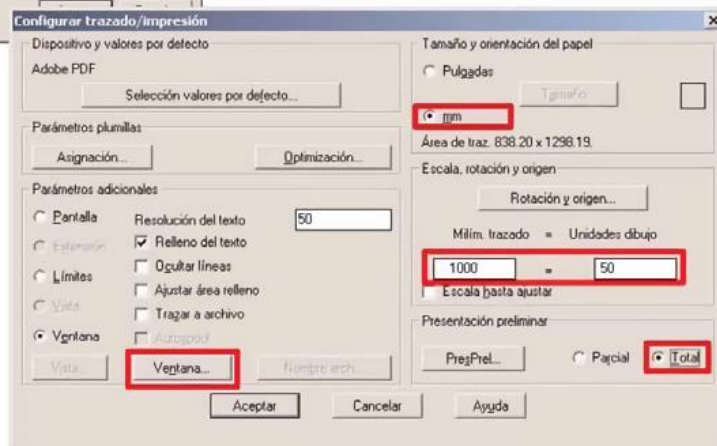 Configurar trazado/impresión
Dispositivo y valores por defecto
Adobe PDF
Selección valores por defecto...
Parámetros plumillas
Asignación...
Optimización...
Parámetros adicionales
Pantalla
Extensión
Límites
Vista
Ventana
Resolución del texto
50
Relleno del texto
Ocultar líneas
Ajustar área relleno
Trazar a archivo
Autospool
Vista...
Ventana...
Nombre arch...
Tamaño y orientación del papel
Pulgadas
Tamaño...
mm
Área de traz. 838.20 x 1298.19.
Escala, rotación y origen
Rotación y origen...
Milím. trazado = Unidades dibujo
1000 = 50
Escala hasta ajustar
Presentación preliminar
PresPrel...
Parcial
Total
Aceptar
Cancelar
Ayuda